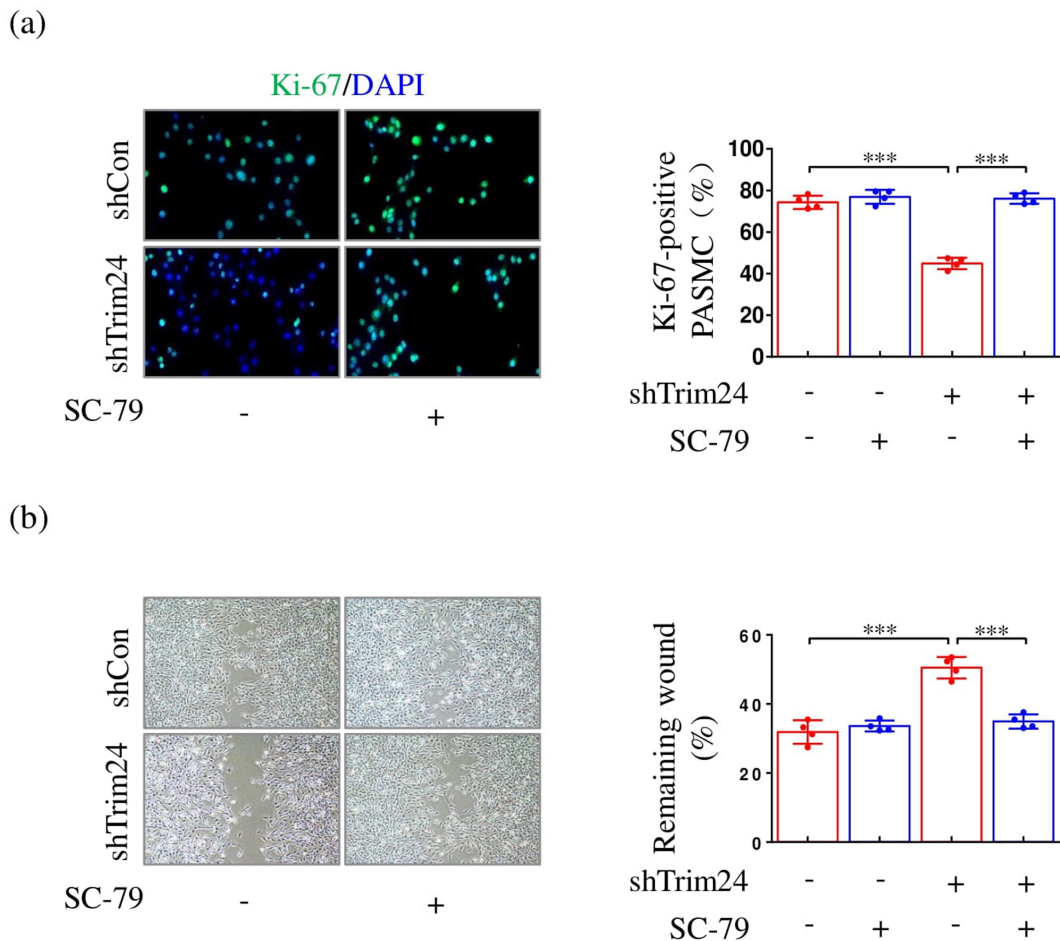 (a)
Ki-67/DAPI
shCon
shTrim24
SC-79 - +
Ki-67-positive
PASMC (%)
100
80
60
40
20
0
*** ***
shTrim24 - - + +
SC-79 - + - +
(b)
shCon
shTrim24
SC-79 - +
Remaining wound
(%)
60
40
20
0
*** ***
shTrim24 - - + +
SC-79 - + - +